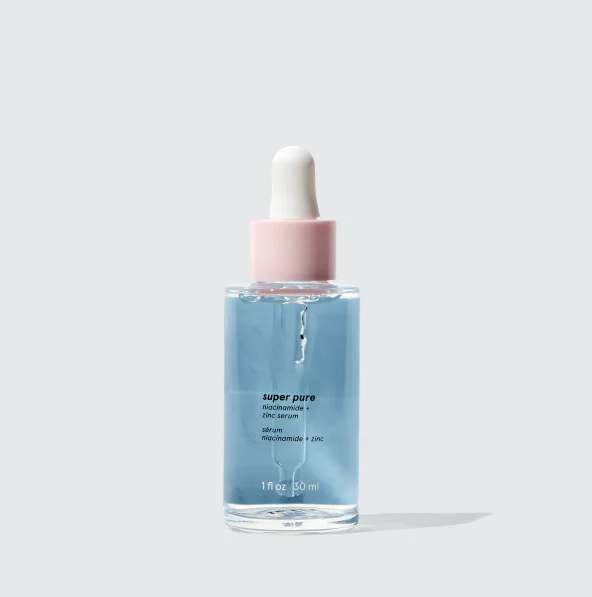 super pure
niacinamide +
zinc serum
sérum
niacinamide + zinc
1 fl oz 30 ml